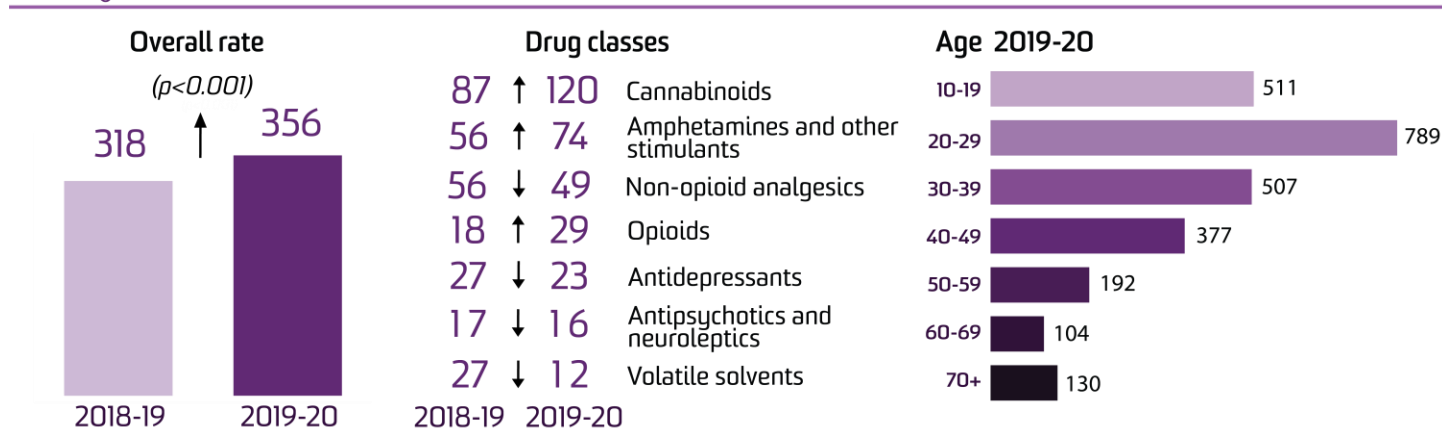 Overall rate
(p<0.001)
318
356
2018-19
2019-20
Drug classes
87 ↑ 120 Cannabinoids
56 ↑ 74 Amphetamines and other
stimulants
56 ↓ 49 Non-opioid analgesics
18 ↑ 29 Opioids
27 ↓ 23 Antidepressants
17 ↓ 16 Antipsychotics and
neuroleptics
27 ↓ 12 Volatile solvents
2018-19 2019-20
Age 2019-20
10-19 511
20-29 789
30-39 507
40-49 377
50-59 192
60-69 104
70+ 130